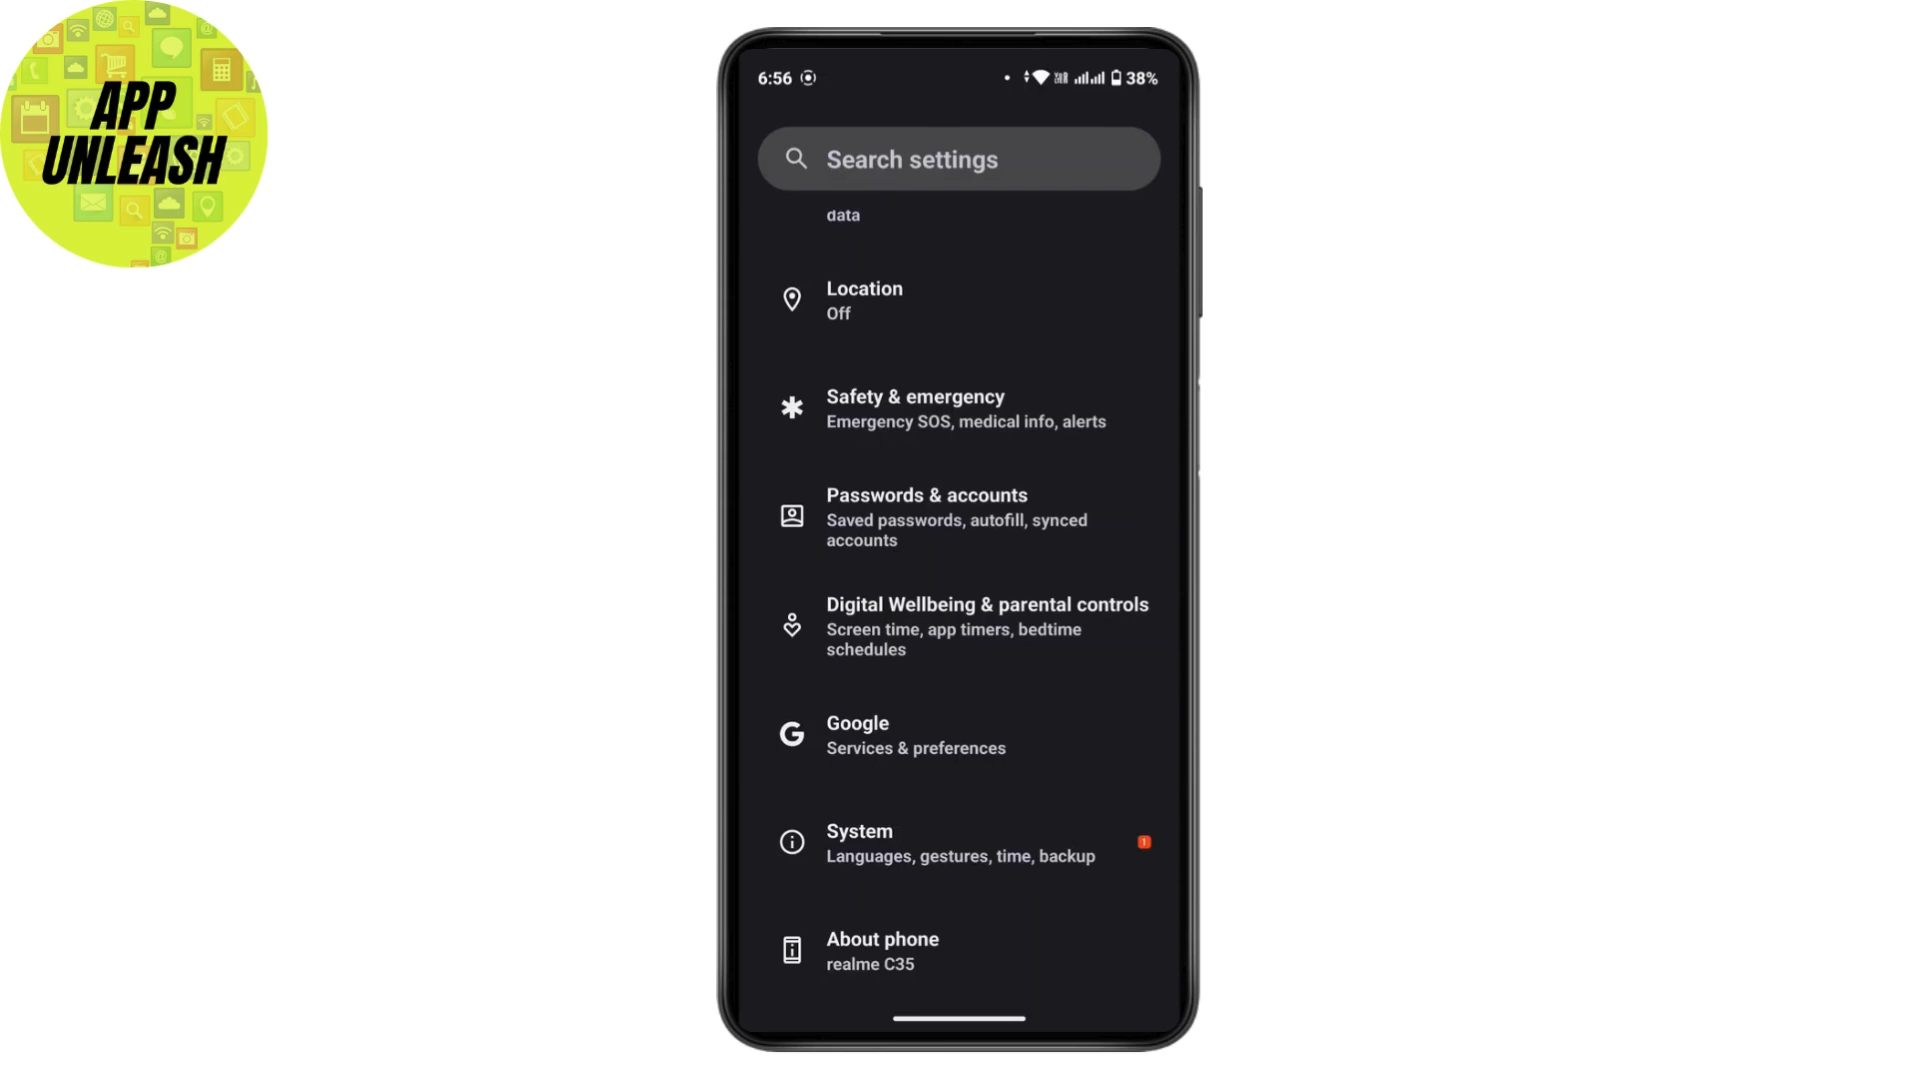 APP
UNLEASH
6:56
38%
Search settings
data
Location
Off
Safety & emergency
Emergency SOS, medical info, alerts
Passwords & accounts
Saved passwords, autofill, synced
accounts
Digital Wellbeing & parental controls
Screen time, app timers, bedtime
schedules
Google
Services & preferences
System
Languages, gestures, time, backup
1
About phone
realme C35